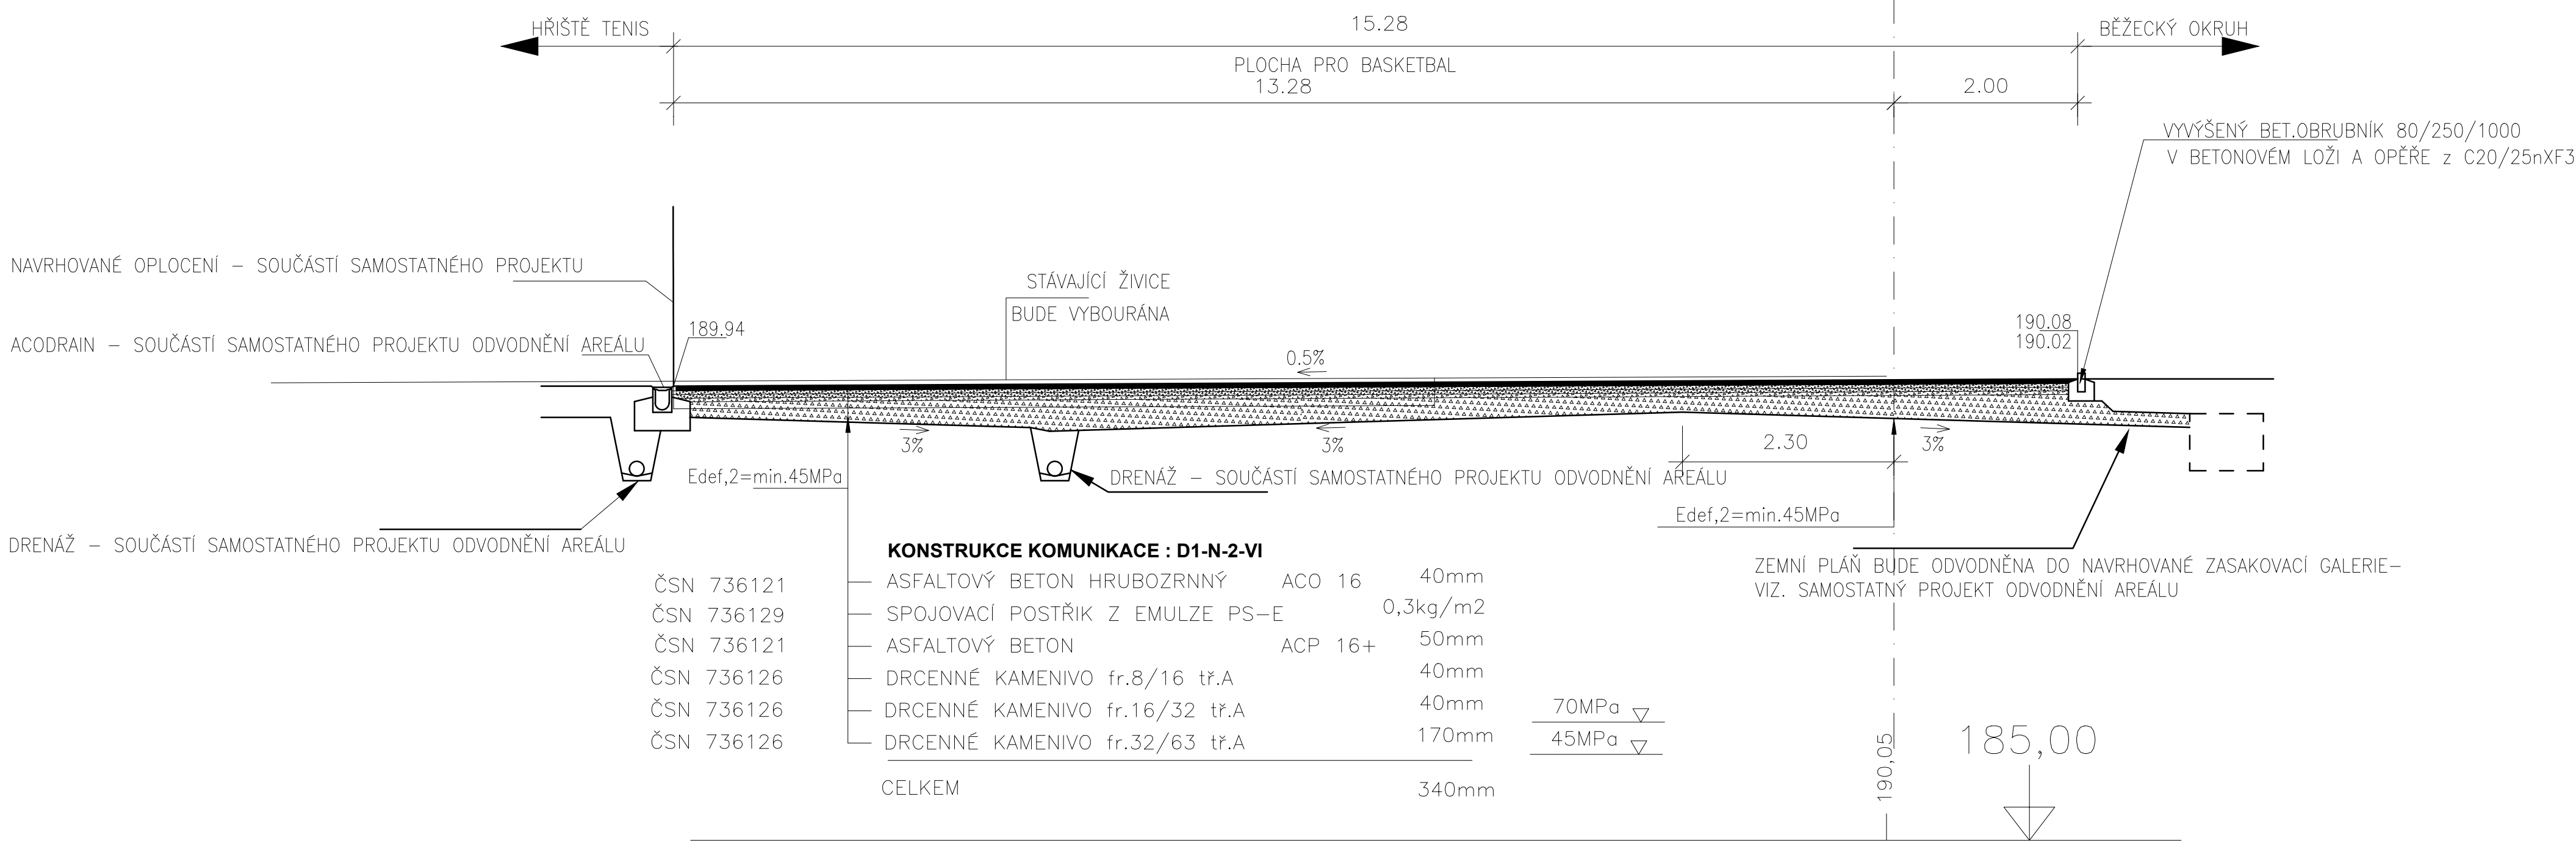 HŘIŠTĚ TENIS
15.28
BĚŽECKÝ OKRUH
PLOCHA PRO BASKETBAL
13.28
2.00
VYVÝŠENÝ BET.OBRUBNÍK 80/250/1000
V BETONOVÉM LOŽI A OPĚŘE z C20/25nXF3
NAVRHOVANÉ OPLOCENÍ – SOUČÁSTÍ SAMOSTATNÉHO PROJEKTU
STÁVAJÍCÍ ŽIVICE
BUDE VYBOURÁNA
189.94
190.08
190.02
ACODRAIN – SOUČÁSTÍ SAMOSTATNÉHO PROJEKTU ODVODNĚNÍ AREÁLU
0.5%
3%
3%
2.30
3%
Edef,2=min.45MPa
DRENÁŽ – SOUČÁSTÍ SAMOSTATNÉHO PROJEKTU ODVODNĚNÍ AREÁLU
Edef,2=min.45MPa
DRENÁŽ – SOUČÁSTÍ SAMOSTATNÉHO PROJEKTU ODVODNĚNÍ AREÁLU
ZEMNÍ PLÁŇ BUDE ODVODNĚNA DO NAVRHOVANÉ ZASAKOVACÍ GALERIE–
VIZ. SAMOSTATNÝ PROJEKT ODVODNĚNÍ AREÁLU
KONSTRUKCE KOMUNIKACE : D1-N-2-VI
ČSN 736121 ASFALTOVÝ BETON HRUBOZRNNÝ ACO 16 40mm
ČSN 736129 SPOJOVACÍ POSTŘIK Z EMULZE PS–E 0,3kg/m2
ČSN 736121 ASFALTOVÝ BETON ACP 16+ 50mm
ČSN 736126 DRCENNÉ KAMENIVO fr.8/16 tř.A 40mm
ČSN 736126 DRCENNÉ KAMENIVO fr.16/32 tř.A 40mm 70MPa
ČSN 736126 DRCENNÉ KAMENIVO fr.32/63 tř.A 170mm 45MPa
CELKEM 340mm
190,05
185,00